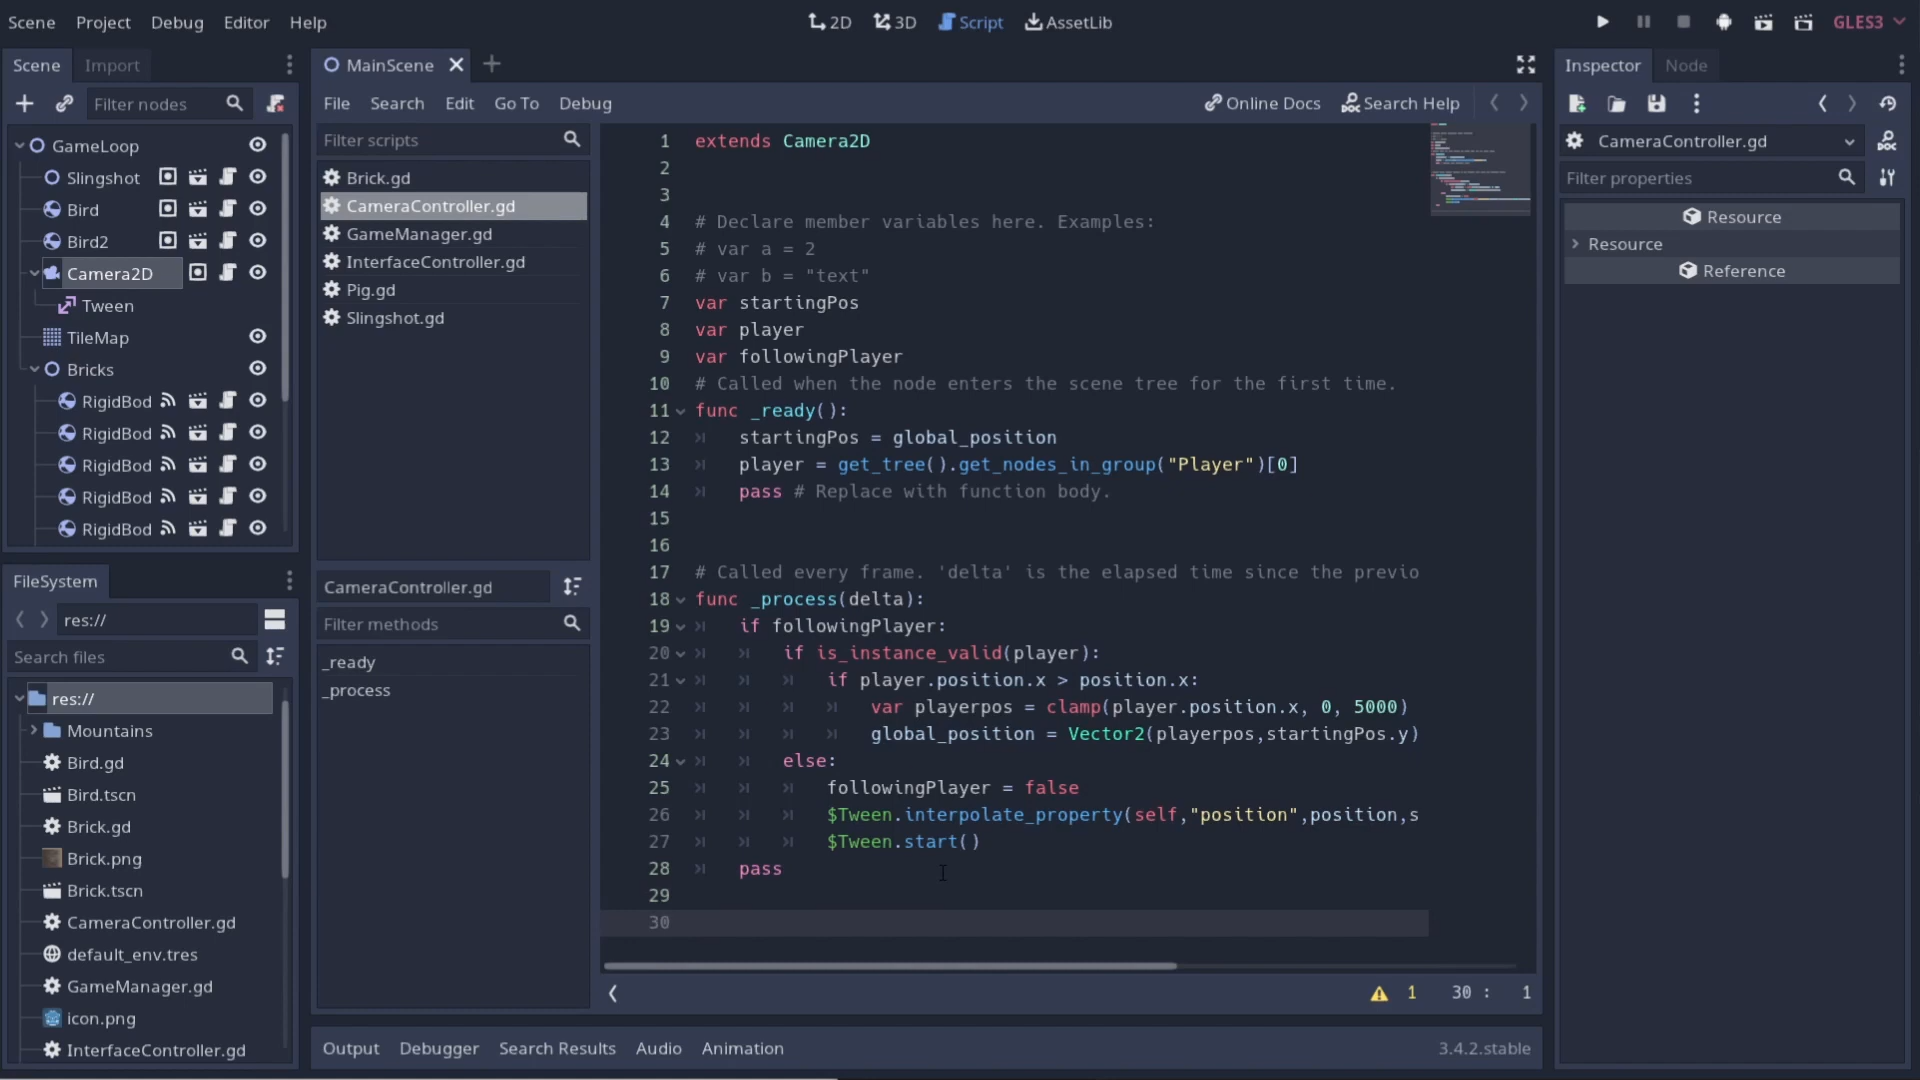 Scene Project Debug Editor Help
2D 3D Script AssetLib
GLES3
Scene Import
Filter nodes
GameLoop
Slingshot
Bird
Bird2
Camera2D
Tween
TileMap
Bricks
RigidBod
RigidBod
RigidBod
RigidBod
RigidBod
FileSystem
res://
Search files
res://
Mountains
Bird.gd
Bird.tscn
Brick.gd
Brick.png
Brick.tscn
CameraController.gd
default_env.tres
GameManager.gd
icon.png
InterfaceController.gd
MainScene
File Search Edit Go To Debug
Online Docs Search Help
Filter scripts
Brick.gd
CameraController.gd
GameManager.gd
InterfaceController.gd
Pig.gd
Slingshot.gd
CameraController.gd
Filter methods
_ready
_process
1 extends Camera2D
2
3
4 # Declare member variables here. Examples:
5 # var a = 2
6 # var b = "text"
7 var startingPos
8 var player
9 var followingPlayer
10 # Called when the node enters the scene tree for the first time.
11 func _ready():
12 startingPos = global_position
13 player = get_tree().get_nodes_in_group("Player")[0]
14 pass # Replace with function body.
15
16
17 # Called every frame. 'delta' is the elapsed time since the previo
18 func _process(delta):
19 if followingPlayer:
20 if is_instance_valid(player):
21 if player.position.x > position.x:
22 var playerpos = clamp(player.position.x, 0, 5000)
23 global_position = Vector2(playerpos,startingPos.y)
24 else:
25 followingPlayer = false
26 $Tween.interpolate_property(self,"position",position,s
27 $Tween.start()
28 pass
29
30
1 30 : 1
Output Debugger Search Results Audio Animation
3.4.2.stable
Inspector Node
CameraController.gd
Filter properties
Resource
Resource
Reference